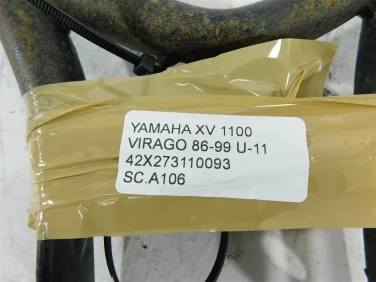 YAMAHA XV 1100
VIRAGO 86-99 U-11
42X273110093
SC.A106